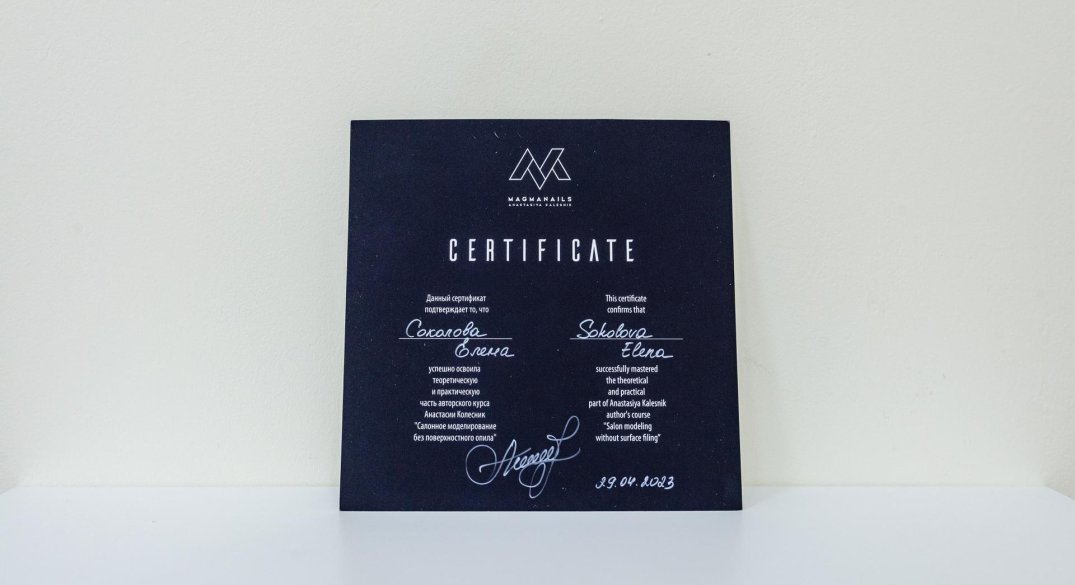 MAGMANAILS
ANASTASIYA KALESNIK
CERTIFICATE
Данный сертификат
подтверждает то, что
Соколова
Елена
успешно освоила
теоретическую
и практическую
часть авторского курса
Анастасии Колесник
"Салонное моделирование
без поверхностного опила"
This certificate
confirms that
Sokolova
Elena
successfully mastered
the theoretical
and practical
part of Anastasiya Kalesnik
author's course
"Salon modeling
without surface filing"
29.04.2023